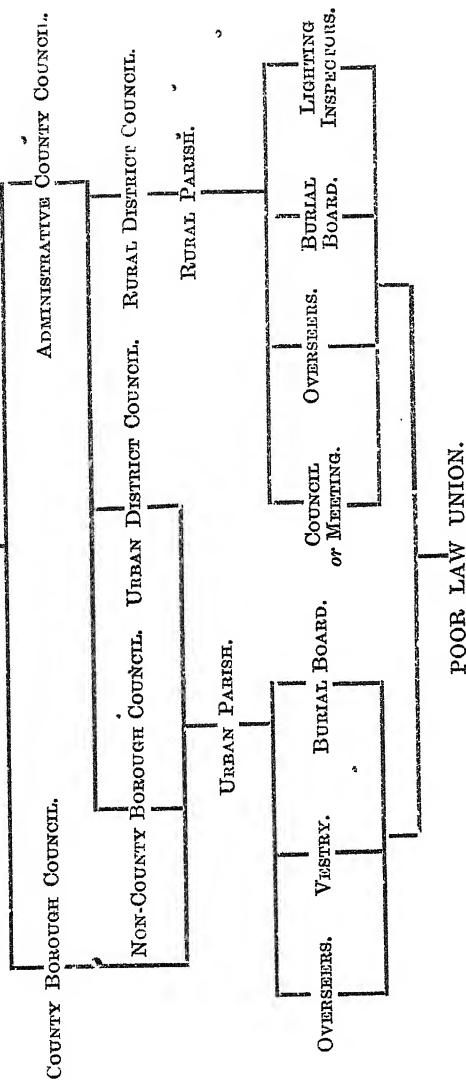 COUNTY BOROUGH COUNCIL.
ADMINISTRATIVE COUNTY COUNCIL.
NON-COUNTY BOROUGH COUNCIL.
URBAN DISTRICT COUNCIL.
RURAL DISTRICT COUNCIL.
URBAN PARISH.
RURAL PARISH.
OVERSEERS.
VESTRY.
BURIAL BOARD.
COUNCIL
or MEETING.
OVERSEERS.
BURIAL
BOARD.
LIGHTING
INSPECTORS.
POOR LAW UNION.